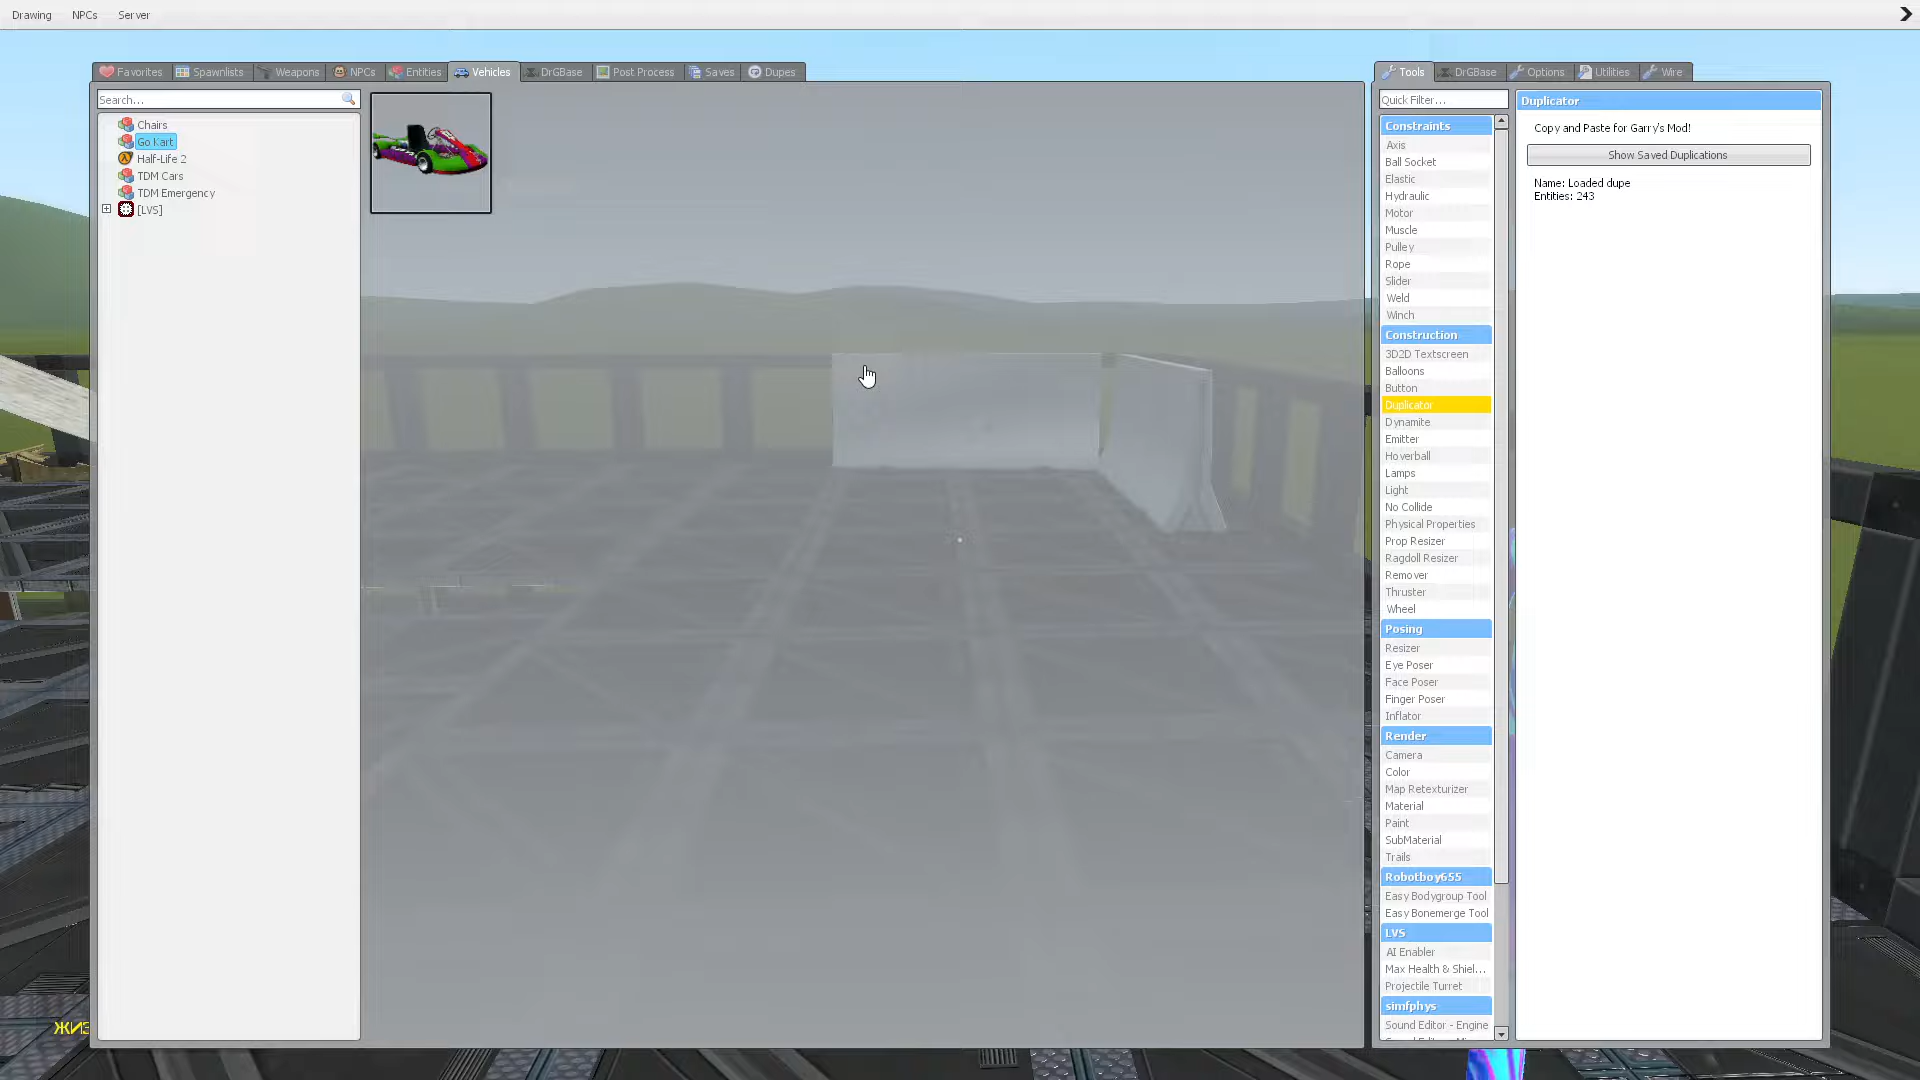 Drawing NPCs Server
Favorites Spawnlists Weapons NPCs Entities Vehicles DrGBase Post Process Saves Dupes
Search...
Chairs
Go Kart
Half-Life 2
TDM Cars
TDM Emergency
[LVS]
Tools DrGBase Options Utilities Wire
Quick Filter...
Constraints
Axis
Ball Socket
Elastic
Hydraulic
Motor
Muscle
Pulley
Rope
Slider
Weld
Winch
Construction
3D2D Textscreen
Balloons
Button
Duplicator
Dynamite
Emitter
Hoverball
Lamps
Light
No Collide
Physical Properties
Prop Resizer
Ragdoll Resizer
Remover
Thruster
Wheel
Posing
Resizer
Eye Poser
Face Poser
Finger Poser
Inflator
Render
Camera
Color
Map Retexturizer
Material
Paint
SubMaterial
Trails
Robotboy655
Easy Bodygroup Tool
Easy Bonemerge Tool
LVS
AI Enabler
Max Health & Shiel...
Projectile Turret
simfphys
Sound Editor - Engine
Duplicator
Copy and Paste for Garry's Mod!
Show Saved Duplications
Name: Loaded dupe
Entities: 243